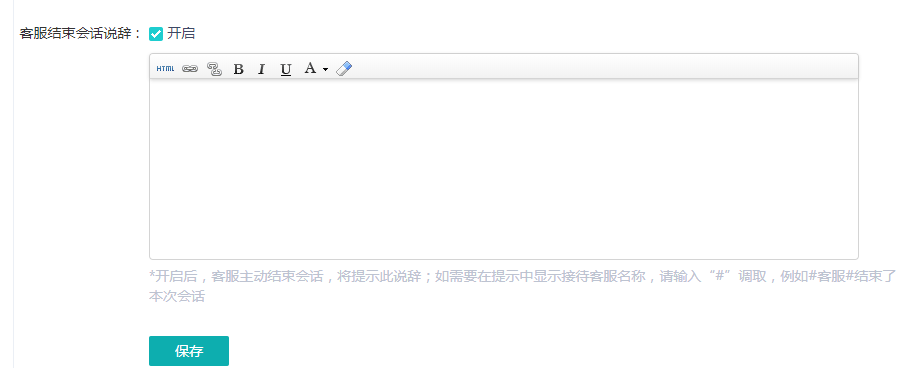 客服结束会话说辞： 开启
HTML B I U A
*开启后，客服主动结束会话，将提示此说辞；如需要在提示中显示接待客服名称，请输入“#”调取，例如#客服#结束了
本次会话
保存